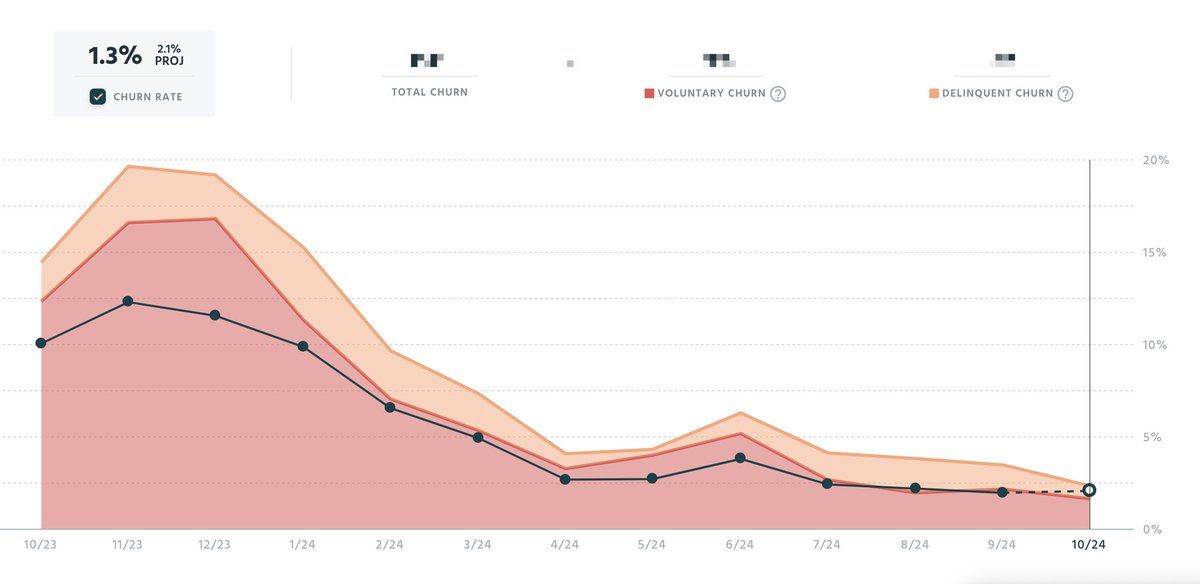 1.3%
2.1%
PROJ
CHURN RATE
TOTAL CHURN
VOLUNTARY CHURN ?
DELINQUENT CHURN ?
20%
15%
10%
5%
0%
10/23 11/23 12/23 1/24 2/24 3/24 4/24 5/24 6/24 7/24 8/24 9/24 10/24